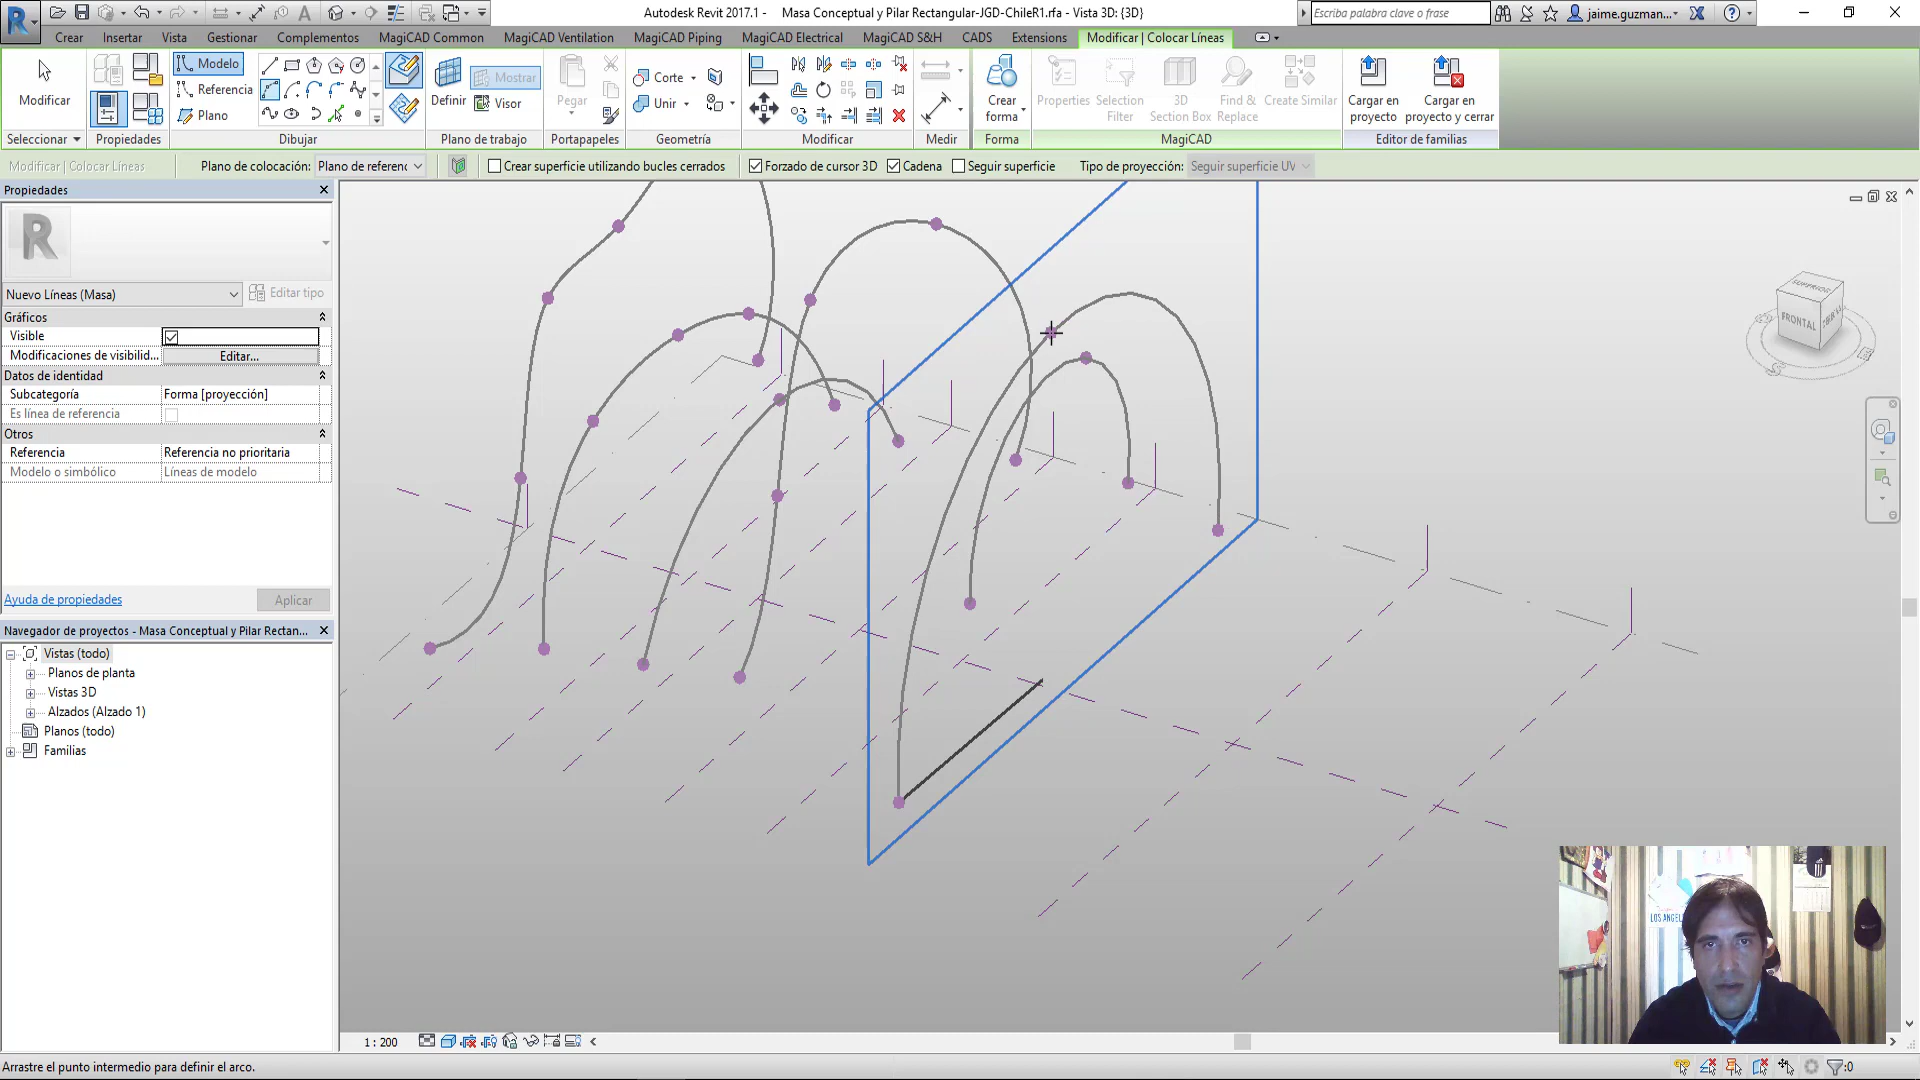 Autodesk Revit 2017.1 - Masa Conceptual y Pilar Rectangular-JGD-ChileR1.rfa - Vista 3D: {3D}
Escriba palabra clave o frase
jaime.guzman...
Crear Insertar Vista Gestionar Complementos MagiCAD Common MagiCAD Ventilation MagiCAD Piping MagiCAD Electrical MagiCAD S&H CADS Extensions Modificar | Colocar Líneas
Modificar
Modelo
Referencia
Plano
Definir
Mostrar
Visor
Pegar
Corte
Unir
Crear forma
Properties
Selection Filter
3D Section Box
Find & Replace
Create Similar
Cargar en proyecto
Cargar en proyecto y cerrar
Seleccionar Propiedades Dibujar Plano de trabajo Portapapeles Geometría Modificar Medir Forma MagiCAD Editor de familias
Modificar | Colocar Líneas Plano de colocación: Plano de referenc Crear superficie utilizando bucles cerrados Forzado de cursor 3D Cadena Seguir superficie Tipo de proyección: Seguir superficie UV
Propiedades
Nuevo Líneas (Masa) Editar tipo
Gráficos
Visible
Modificaciones de visibilid... Editar...
Datos de identidad
Subcategoría Forma [proyección]
Es línea de referencia
Otros
Referencia Referencia no prioritaria
Modelo o simbólico Líneas de modelo
Ayuda de propiedades Aplicar
Navegador de proyectos - Masa Conceptual y Pilar Rectan...
Vistas (todo)
Planos de planta
Vistas 3D
Alzados (Alzado 1)
Planos (todo)
Familias
SUPERIOR
FRONTAL
LOS ANGEL
1 : 200
Arrastre el punto intermedio para definir el arco.
:0